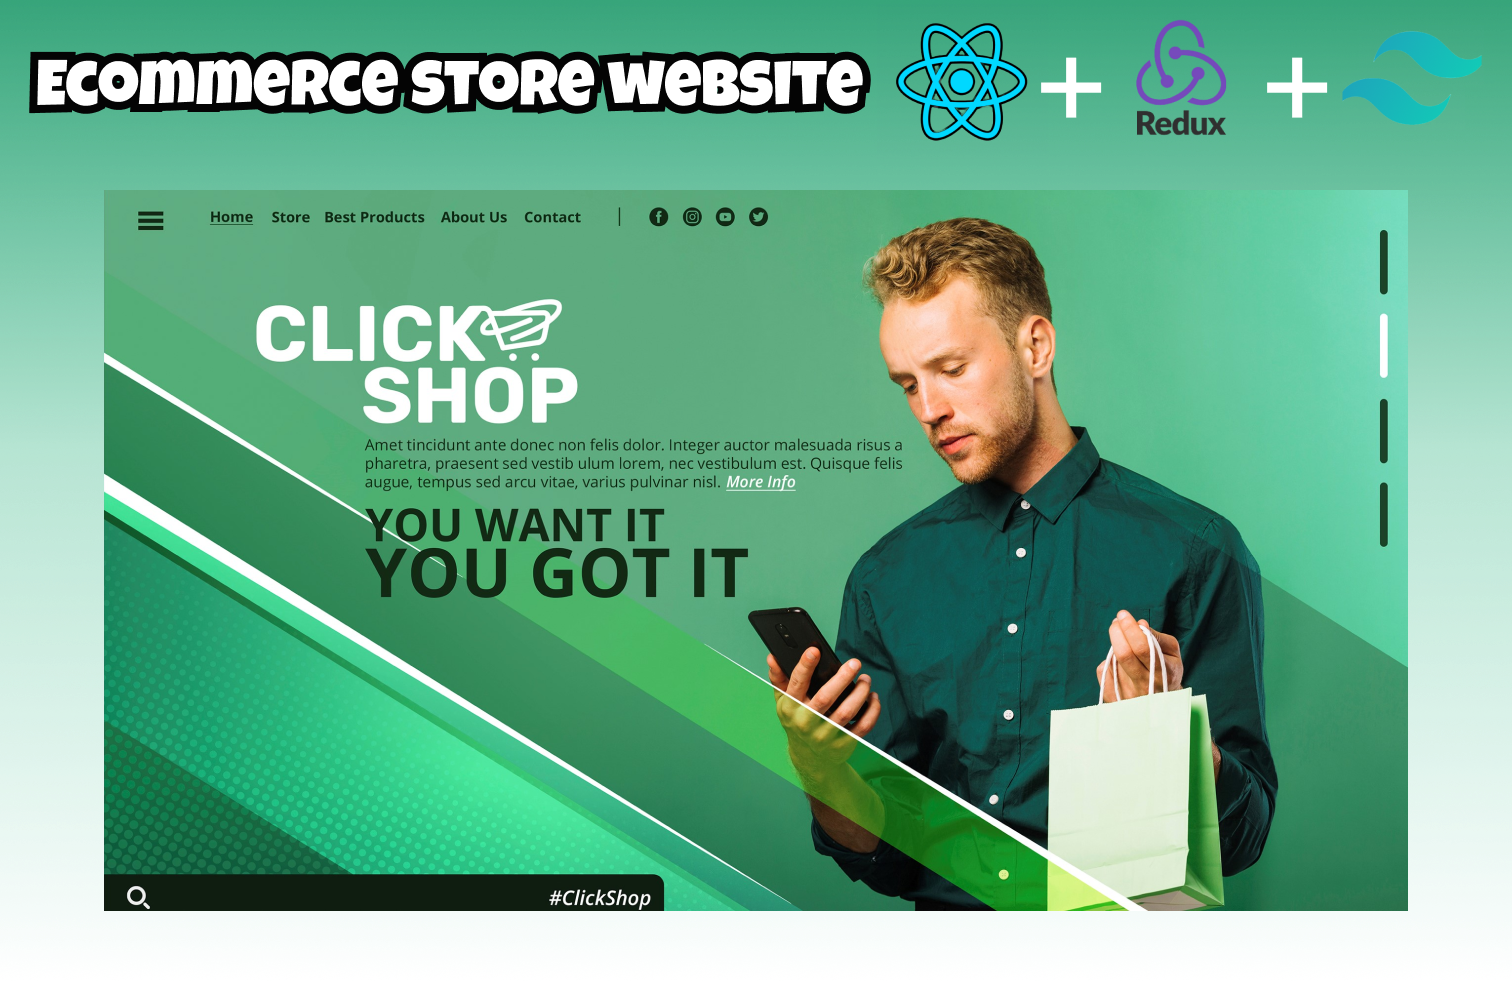 Ecommerce Store Website
Redux
Home Store Best Products About Us Contact
CLICK
SHOP
Amet tincidunt ante donec non felis dolor. Integer auctor malesuada risus a
pharetra, praesent sed vestib ulum lorem, nec vestibulum est. Quisque felis
augue, tempus sed arcu vitae, varius pulvinar nisl. More Info
YOU WANT IT
YOU GOT IT
#ClickShop